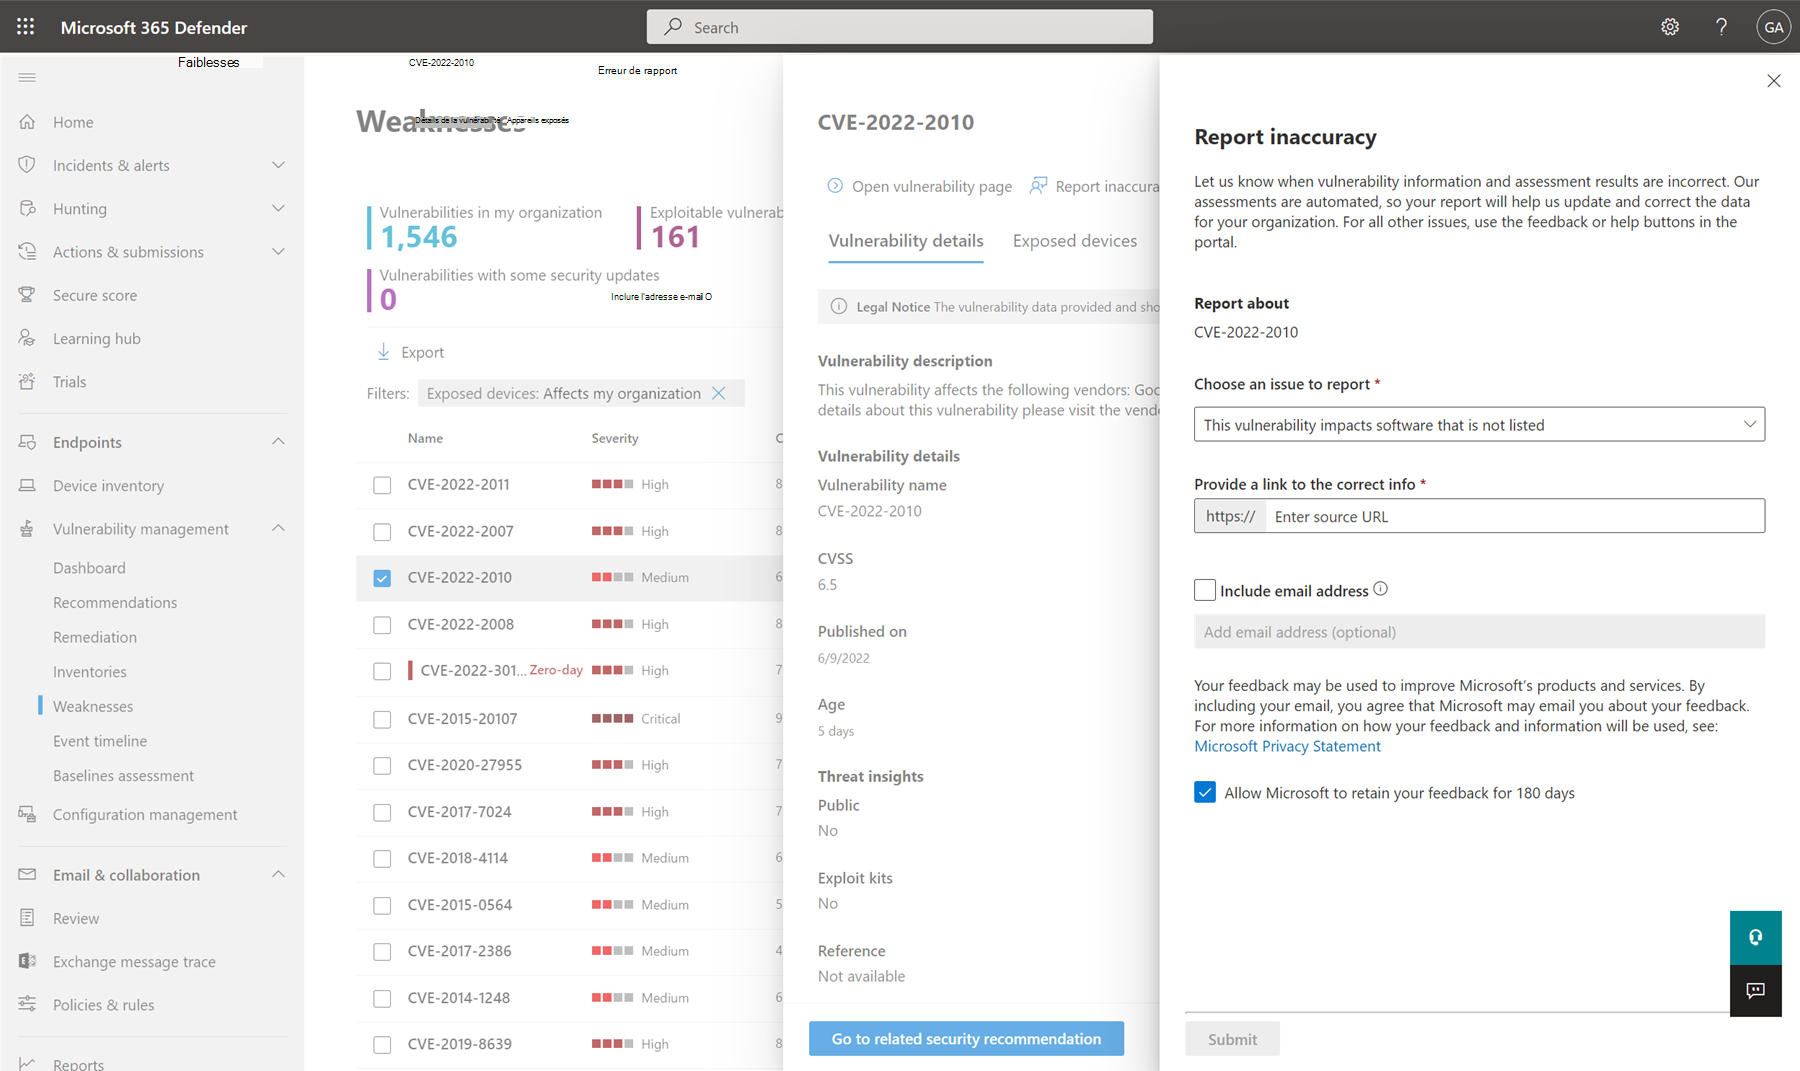 Microsoft 365 Defender
Search
GA
Faiblesses
CVE-2022-2010
Erreur de rapport
Home
Incidents & alerts
Hunting
Actions & submissions
Secure score
Learning hub
Trials
Endpoints
Device inventory
Vulnerability management
Dashboard
Recommendations
Remediation
Inventories
Weaknesses
Event timeline
Baselines assessment
Configuration management
Email & collaboration
Review
Exchange message trace
Policies & rules
Reports
Weaknesses
Détails de la vulnérabilité Appareils exposés
Vulnerabilities in my organization
1,546
Exploitable vulnerab
161
Vulnerabilities with some security updates
0
Inclure l'adresse e-mail O
Export
Filters: Exposed devices: Affects my organization
Name Severity C
CVE-2022-2011 High 8
CVE-2022-2007 High 8
CVE-2022-2010 Medium 6
CVE-2022-2008 High 8
CVE-2022-301... Zero-day High 7
CVE-2015-20107 Critical 9
CVE-2020-27955 High 7
CVE-2017-7024 High 7
CVE-2018-4114 Medium 6
CVE-2015-0564 Medium 5
CVE-2017-2386 Medium 4
CVE-2014-1248 Medium 6
CVE-2019-8639 High 8
CVE-2022-2010
Open vulnerability page Report inaccura
Vulnerability details Exposed devices
Legal Notice The vulnerability data provided and sho
Vulnerability description
This vulnerability affects the following vendors: Goo
details about this vulnerability please visit the vendo
Vulnerability details
Vulnerability name
CVE-2022-2010
CVSS
6.5
Published on
6/9/2022
Age
5 days
Threat insights
Public
No
Exploit kits
No
Reference
Not available
Go to related security recommendation
Report inaccuracy
Let us know when vulnerability information and assessment results are incorrect. Our
assessments are automated, so your report will help us update and correct the data
for your organization. For all other issues, use the feedback or help buttons in the
portal.
Report about
CVE-2022-2010
Choose an issue to report *
This vulnerability impacts software that is not listed
Provide a link to the correct info *
https:// Enter source URL
Include email address
Add email address (optional)
Your feedback may be used to improve Microsoft's products and services. By
including your email, you agree that Microsoft may email you about your feedback.
For more information on how your feedback and information will be used, see:
Microsoft Privacy Statement
Allow Microsoft to retain your feedback for 180 days
Submit